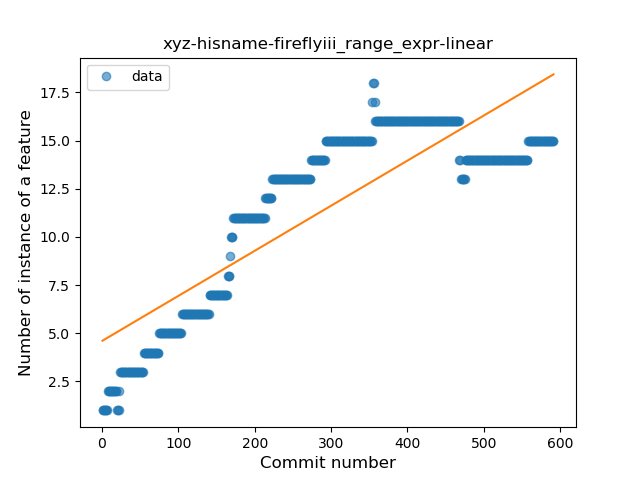 xyz-hisname-fireflyiii_range_expr-linear
data
Number of instance of a feature
17.5
15.0
12.5
10.0
7.5
5.0
2.5
0 100 200 300 400 500 600
Commit number